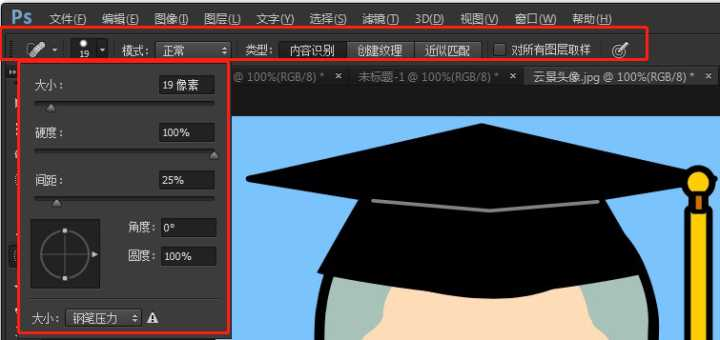 Ps 文件(F) 编辑(E) 图像(I) 图层(L) 文字(Y) 选择(S) 滤镜(T) 3D(D) 视图(V) 窗口(W) 帮助(H)
19 模式: 正常 类型: 内容识别 创建纹理 近似匹配 对所有图层取样
@ 100%(RGB/8) * × 未标题-1 @ 100%(RGB/8) * × 云景头像.jpg @ 100%(RGB/8) * ×
大小: 19 像素
硬度: 100%
间距: 25%
角度: 0°
圆度: 100%
大小: 钢笔压力